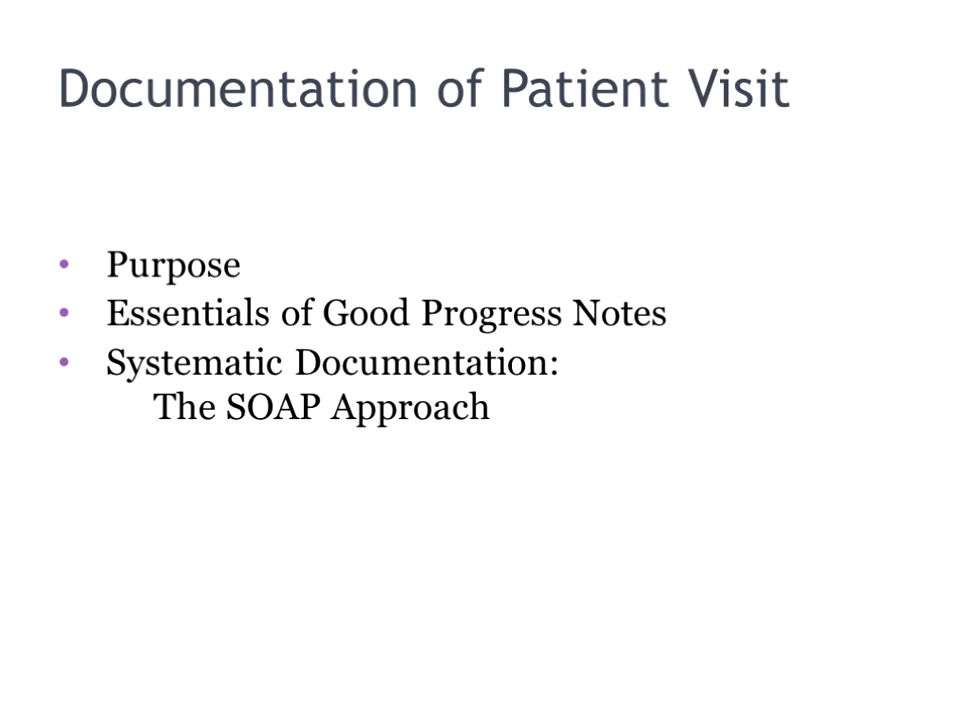 Documentation of Patient Visit
• Purpose
• Essentials of Good Progress Notes
• Systematic Documentation:
The SOAP Approach